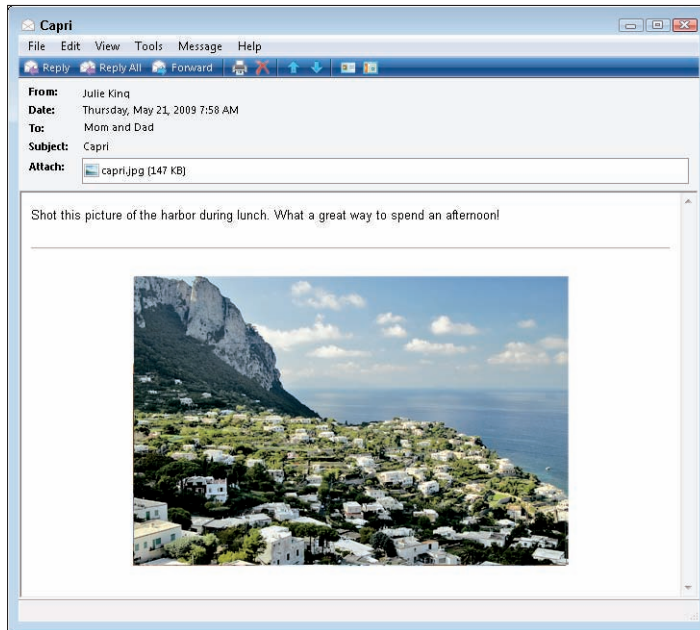 Capri
File Edit View Tools Message Help
Reply Reply All Forward
From: Julie King
Date: Thursday, May 21, 2009 7:58 AM
To: Mom and Dad
Subject: Capri
Attach: capri.jpg (147 KB)
Shot this picture of the harbor during lunch. What a great way to spend an afternoon!